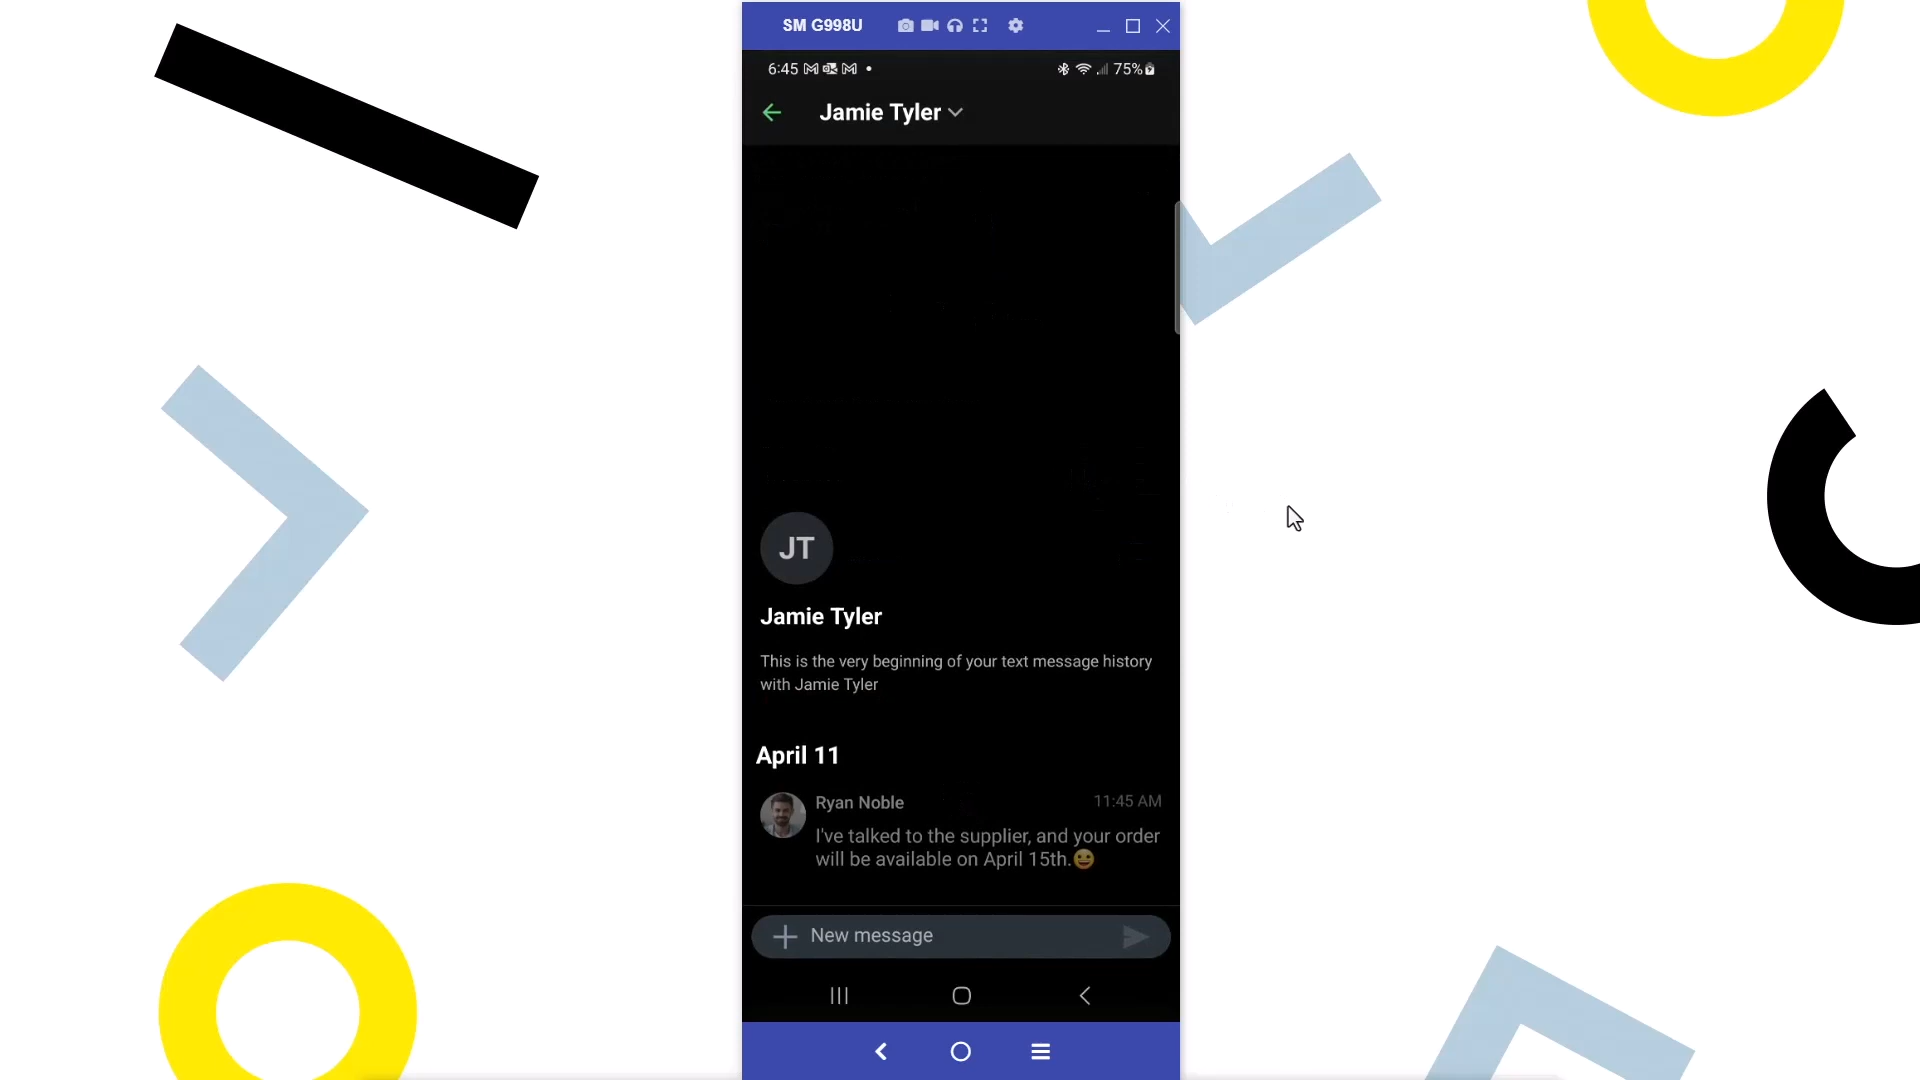 SM G998U
6:45
75%
Jamie Tyler
JT
Jamie Tyler
This is the very beginning of your text message history
with Jamie Tyler
April 11
Ryan Noble
11:45 AM
I've talked to the supplier, and your order
will be available on April 15th.😀
New message